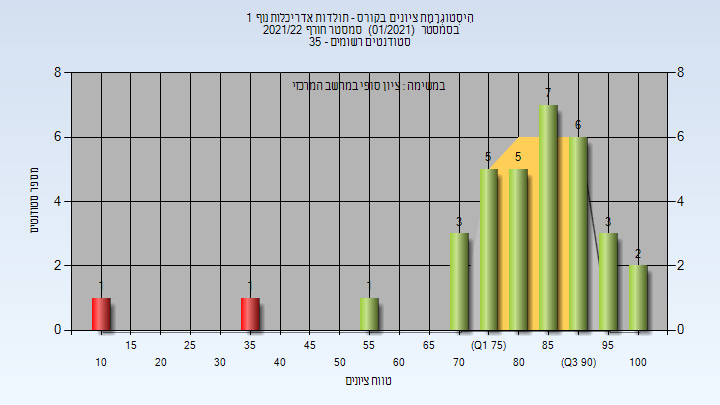 היסטוגרמת ציונים בקורס - תולדות אדריכלות נוף 1
בסמסטר (01/2021) סמסטר חורף 2021/22
סטודנטים רשומים - 35
במשימה : ציון סופי במחשב המרכזי
8 8
6 6
4 4
2 2
0 0
מספר סטודנטים
1 1 1 3 5 5 7 6 3 2
15 25 35 45 55 65 (Q1 75) 85 95
10 20 30 40 50 60 70 80 (Q3 90) 100
טווח ציונים